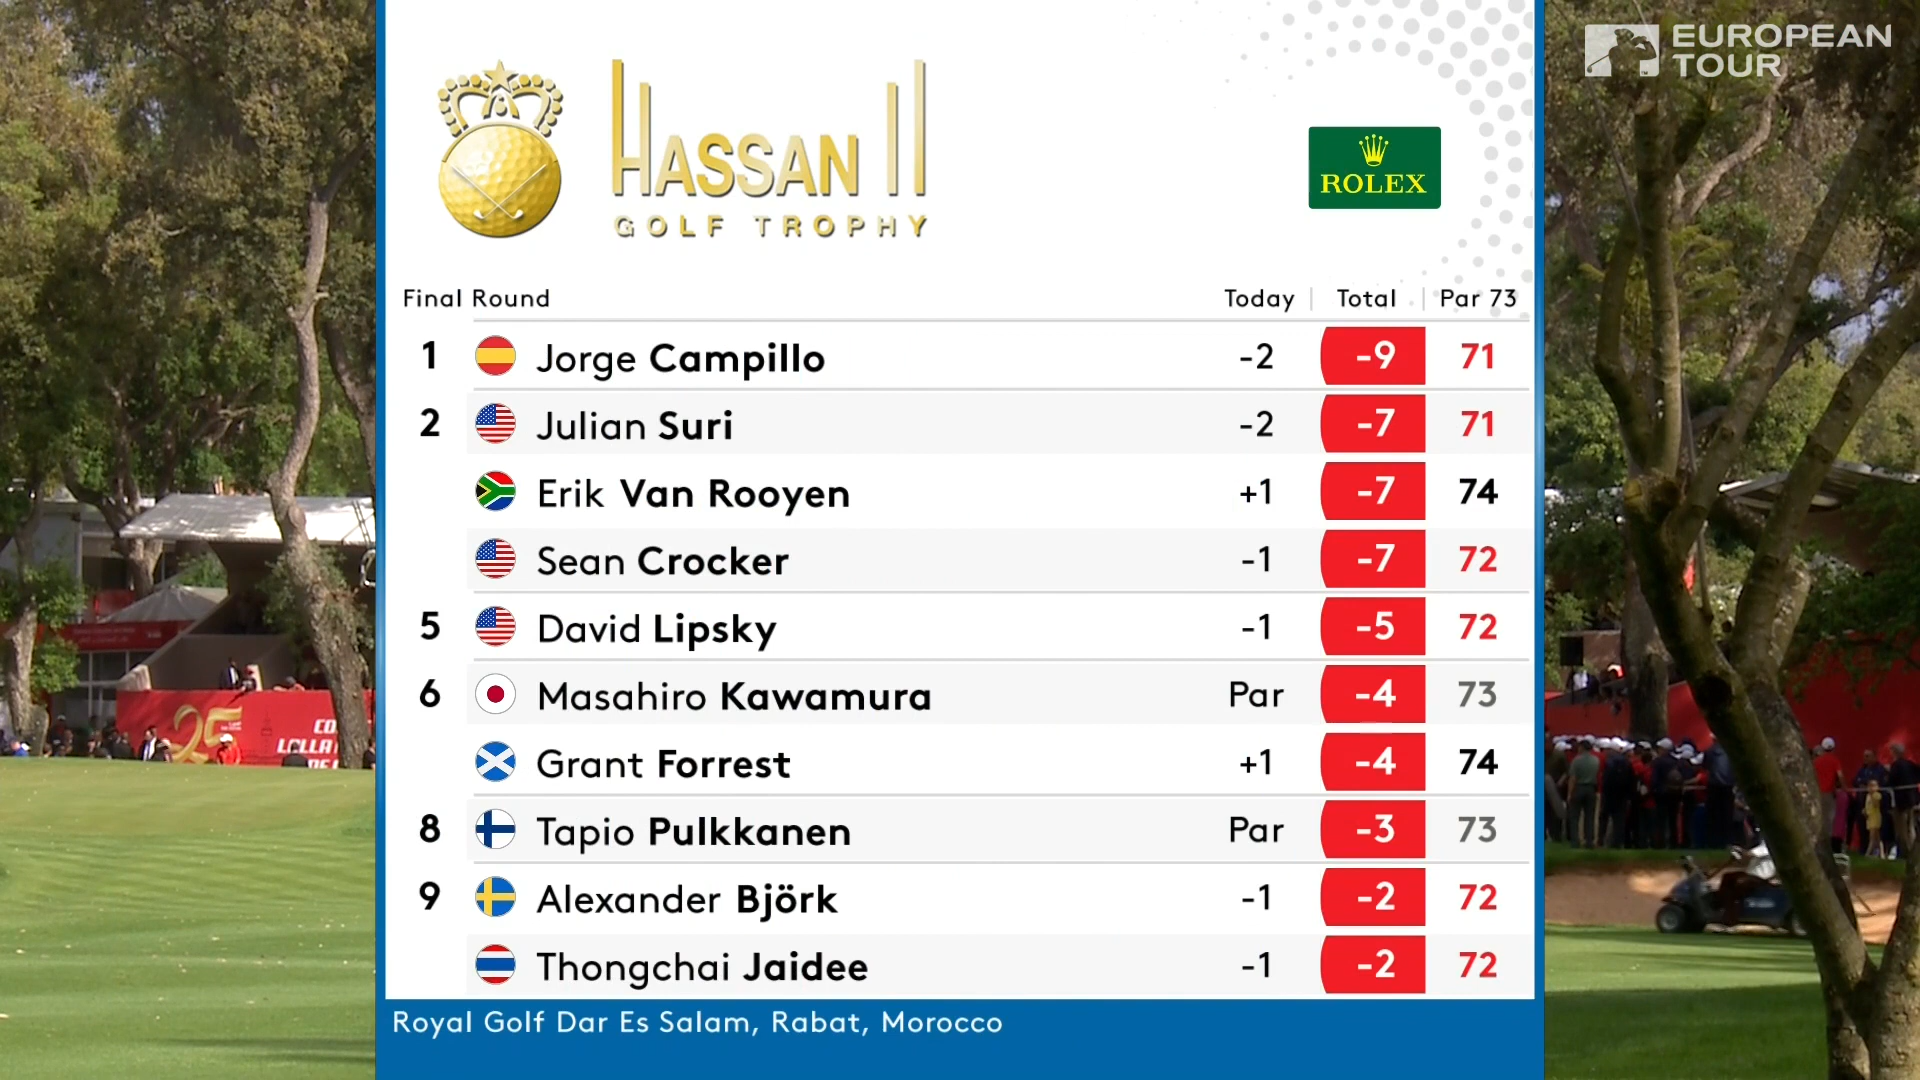 EUROPEAN
TOUR
HASSAN II
GOLF TROPHY
ROLEX
Final Round Today Total Par 73
1 Jorge Campillo -2 -9 71
2 Julian Suri -2 -7 71
Erik Van Rooyen +1 -7 74
Sean Crocker -1 -7 72
5 David Lipsky -1 -5 72
6 Masahiro Kawamura Par -4 73
Grant Forrest +1 -4 74
8 Tapio Pulkkanen Par -3 73
9 Alexander Björk -1 -2 72
Thongchai Jaidee -1 -2 72
Royal Golf Dar Es Salam, Rabat, Morocco
25